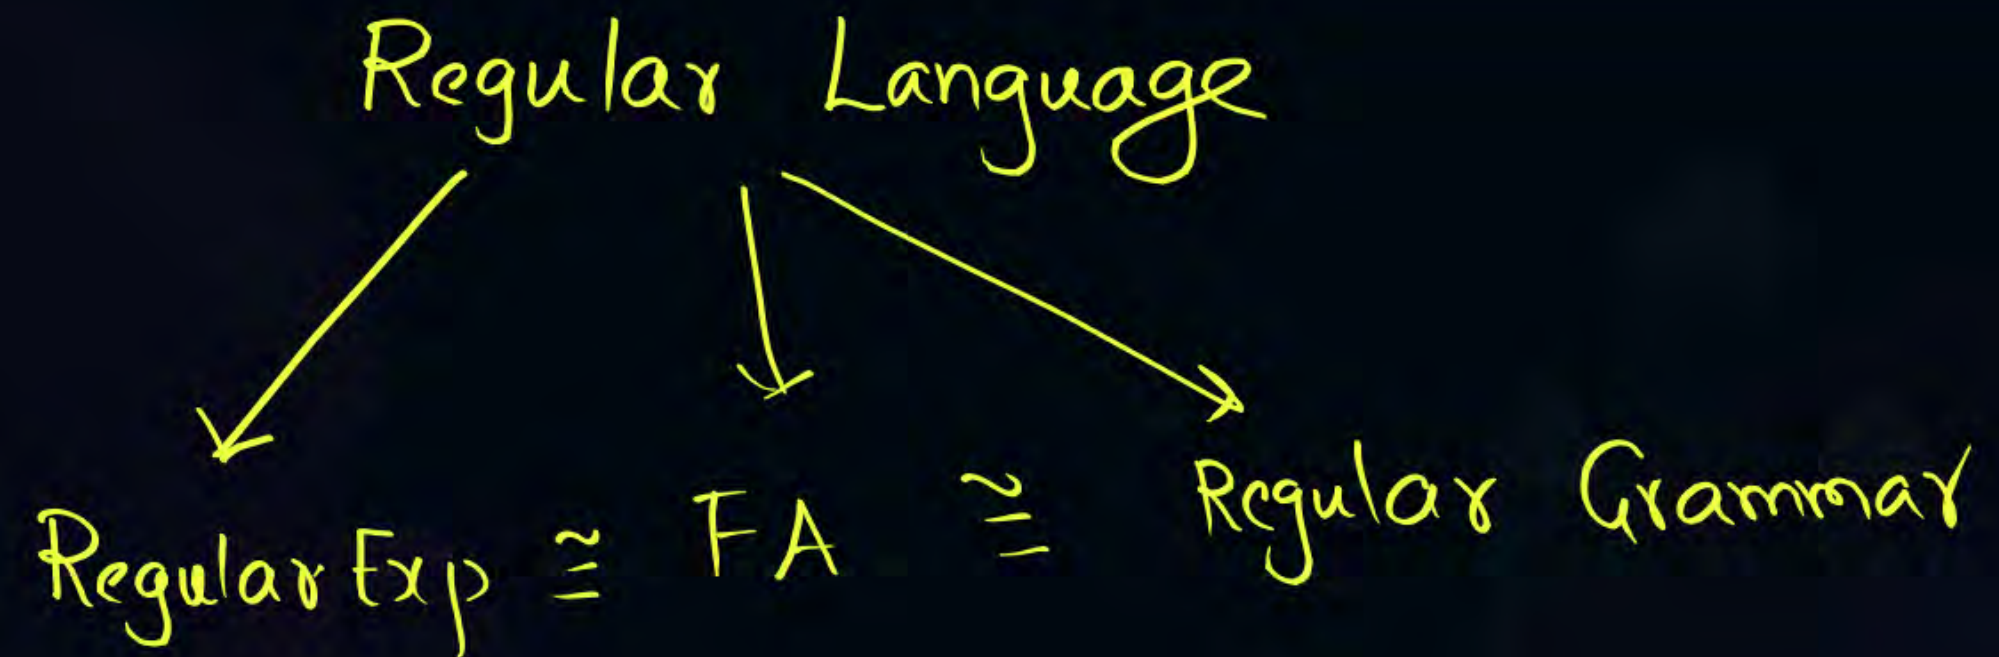 Regular Language
Regular Exp ≅ FA ≅ Regular Grammar